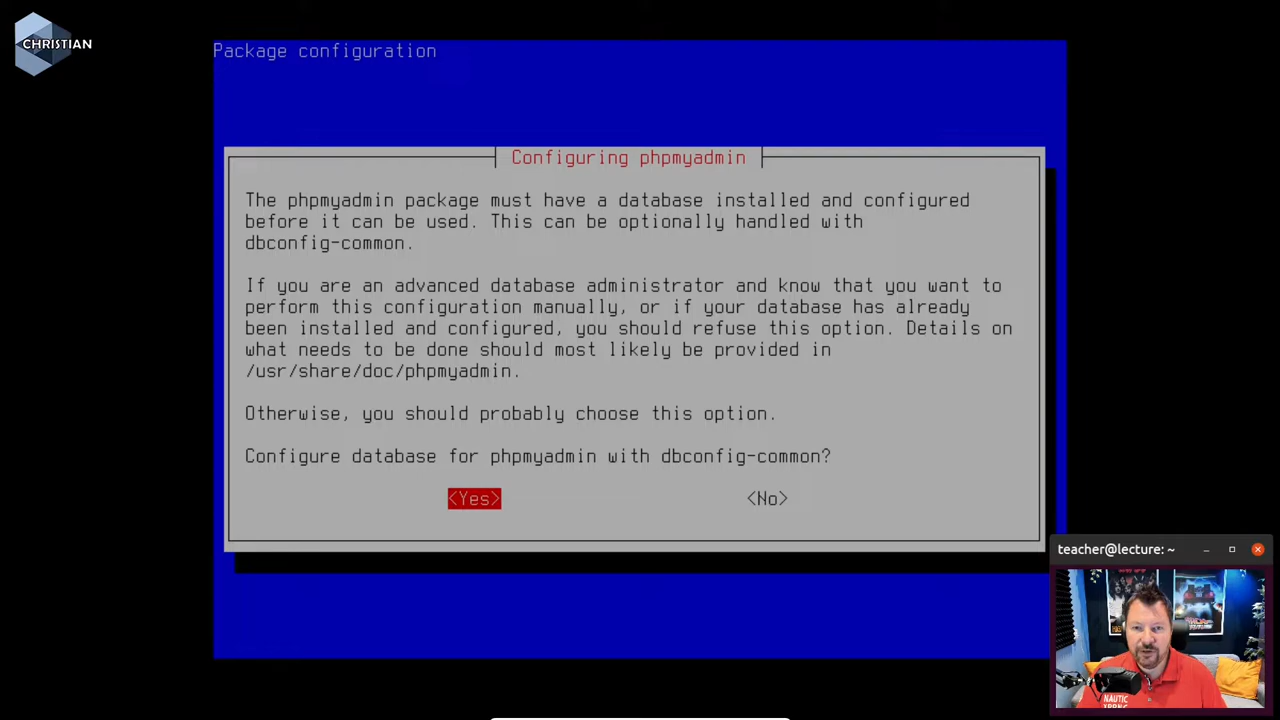 CHRISTIAN
Package configuration
Configuring phpmyadmin
The phpmyadmin package must have a database installed and configured
before it can be used. This can be optionally handled with
dbconfig-common.
If you are an advanced database administrator and know that you want to
perform this configuration manually, or if your database has already
been installed and configured, you should refuse this option. Details on
what needs to be done should most likely be provided in
/usr/share/doc/phpmyadmin.
Otherwise, you should probably choose this option.
Configure database for phpmyadmin with dbconfig-common?
<Yes> <No>
teacher@lecture: ~
NAUTIC